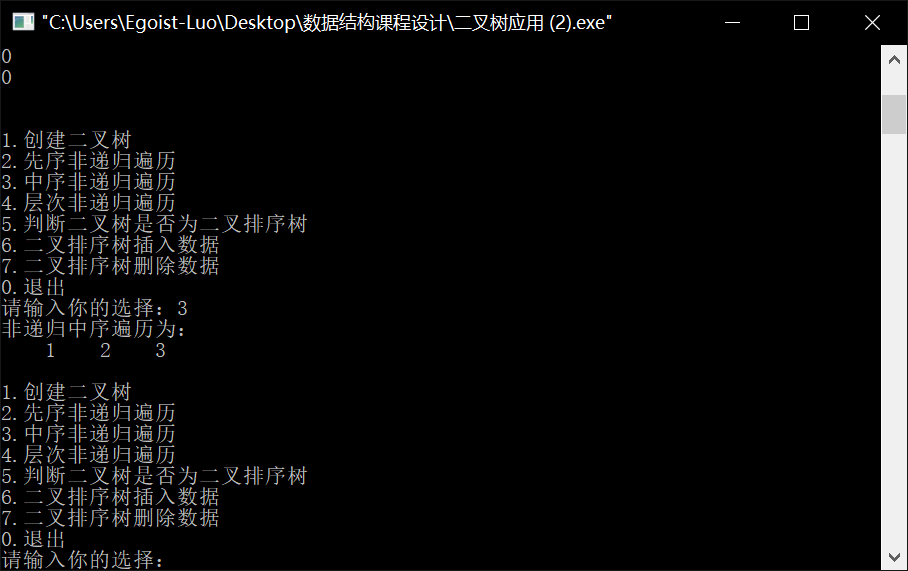 "C:\Users\Egoist-Luo\Desktop\数据结构课程设计\二叉树应用 (2).exe"
0
0
1.创建二叉树
2.先序非递归遍历
3.中序非递归遍历
4.层次非递归遍历
5.判断二叉树是否为二叉排序树
6.二叉排序树插入数据
7.二叉排序树删除数据
0.退出
请输入你的选择：3
非递归中序遍历为：
    1    2    3
1.创建二叉树
2.先序非递归遍历
3.中序非递归遍历
4.层次非递归遍历
5.判断二叉树是否为二叉排序树
6.二叉排序树插入数据
7.二叉排序树删除数据
0.退出
请输入你的选择：